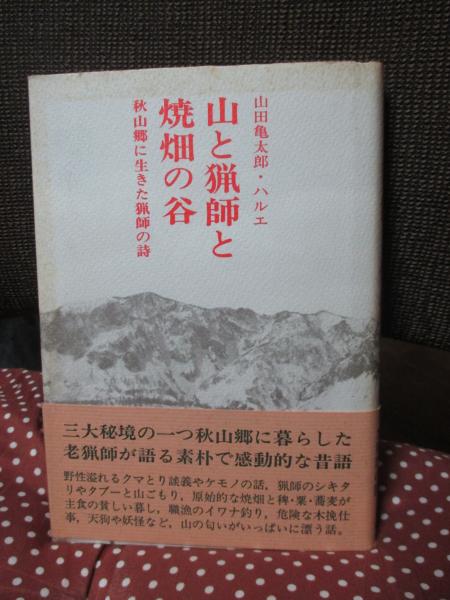 山田亀太郎・ハルエ
山と猟師と
焼畑の谷
秋山郷に生きた猟師の詩
三大秘境の一つ秋山郷に暮らした
老猟師が語る素朴で感動的な昔語
野性溢れるクマとり談義やケモノの話，猟師のシキタ
リやタブーと山ごもり，原始的な焼畑と稗・粟・蕎麦が
主食の貧しい暮し，職漁のイワナ釣り，危険な木挽仕
事，天狗や妖怪など，山の匂いがいっぱいに漂う話。